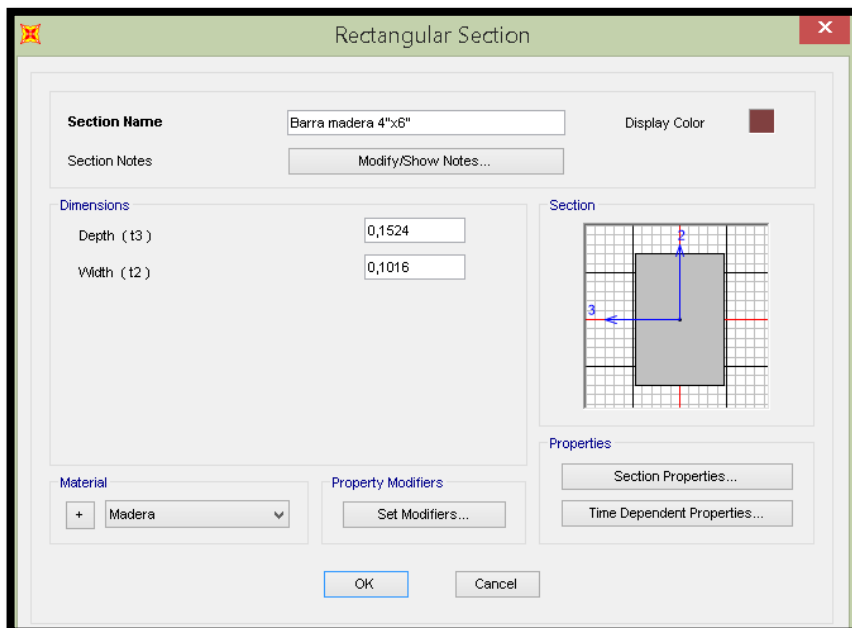 Rectangular Section
Section Name
Barra madera 4"x6"
Display Color
Section Notes
Modify/Show Notes...
Dimensions
Depth ( t3 )
0,1524
Width ( t2 )
0,1016
Section
2
3
Properties
Section Properties...
Time Dependent Properties...
Material
+
Madera
Property Modifiers
Set Modifiers...
OK
Cancel